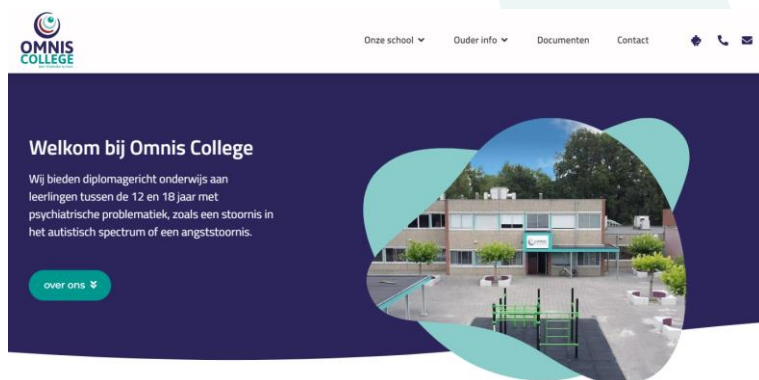 OMNIS
COLLEGE
Onze school
Ouder info
Documenten
Contact
Welkom bij Omnis College
Wij bieden diplomagericht onderwijs aan
leerlingen tussen de 12 en 18 jaar met
psychiatrische problematiek, zoals een stoornis in
het autistisch spectrum of een angststoornis.
over ons
OMNIS